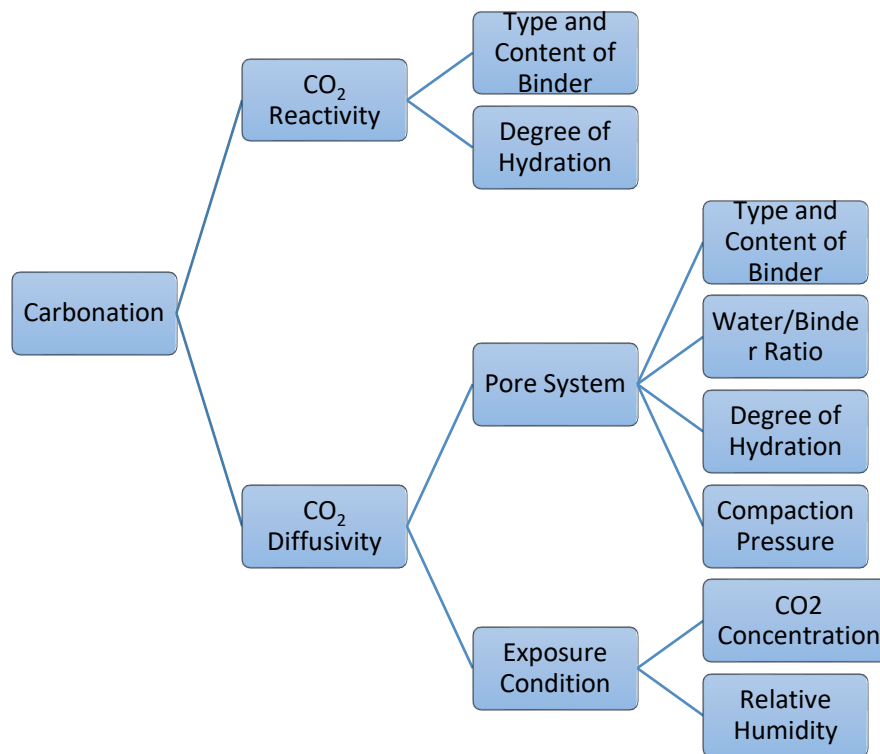 Carbonation
CO₂
Reactivity
Type and
Content of
Binder
Degree of
Hydration
CO₂
Diffusivity
Pore System
Type and
Content of
Binder
Water/Binde
r Ratio
Degree of
Hydration
Compaction
Pressure
Exposure
Condition
CO2
Concentration
Relative
Humidity